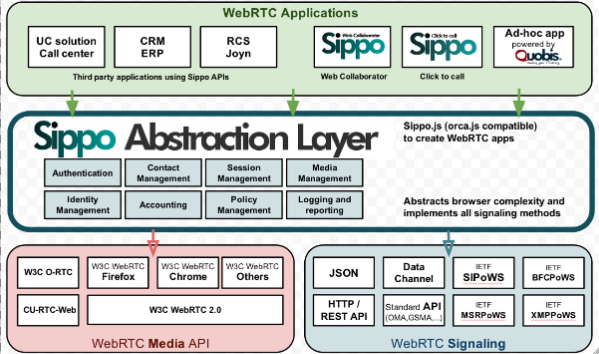 WebRTC Applications
UC solution
Call center
CRM
ERP
RCS
Joyn
Web Collaborator
Sippo
Click to call
Sippo
Ad-hoc app
powered by
Quobis
Third party applications using Sippo APIs
Web Collaborator
Click to call
Sippo Abstraction Layer
Sippo.js (orca.js compatible)
to create WebRTC apps
Authentication
Contact
Management
Session
Management
Media
Management
Identity
Management
Accounting
Policy
Management
Logging and
reporting
Abstracts browser complexity and
implements all signaling methods
W3C O-RTC
W3C WebRTC
Firefox
W3C WebRTC
Chrome
W3C WebRTC
Others
CU-RTC-Web
W3C WebRTC 2.0
WebRTC Media API
JSON
Data
Channel
IETF
SIPoWS
IETF
BFCPoWS
HTTP /
REST API
Standard API
(OMA,GSMA,...)
IETF
MSRPoWS
IETF
XMPPoWS
WebRTC Signaling